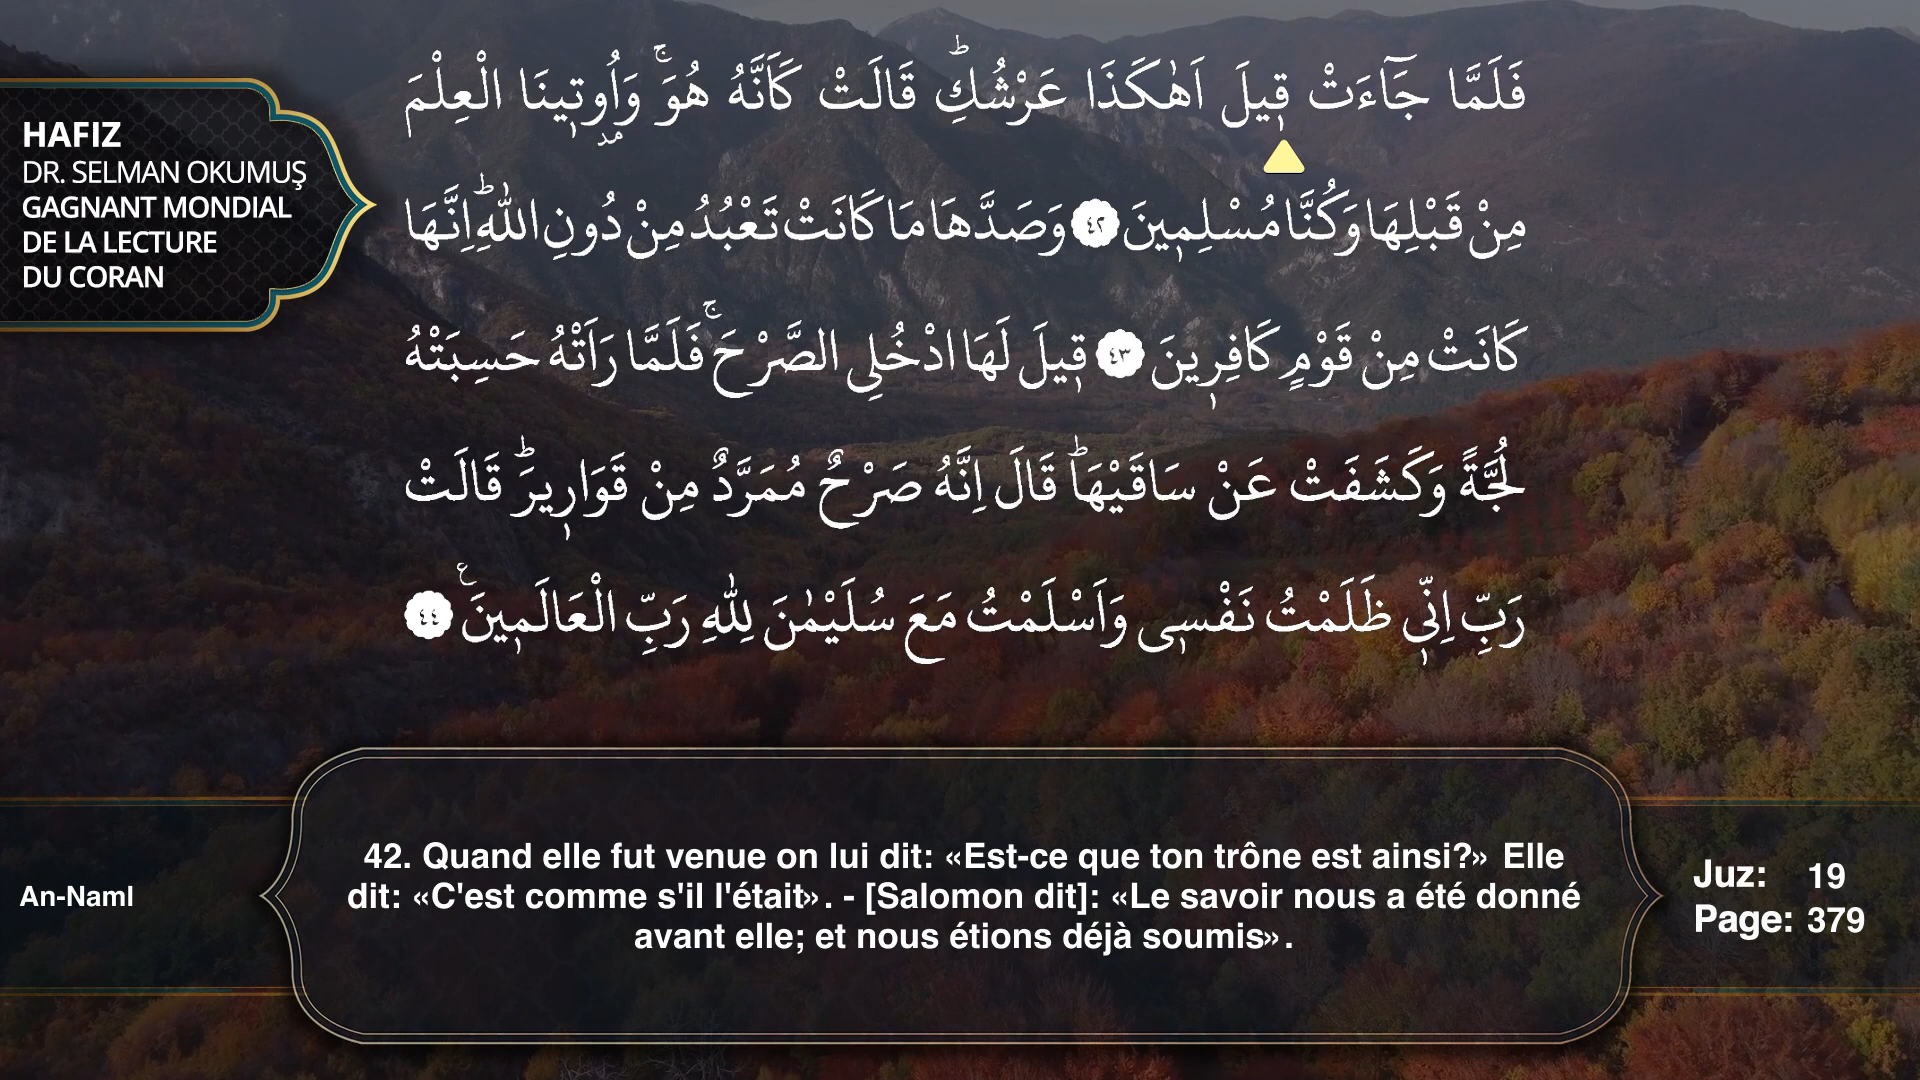 فَلَمَّا جَٓاءَتْ ق۪يلَ اَهٰكَذَا عَرْشُكِۜ قَالَتْ كَاَنَّهُ هُوَۚ وَاُو۫ت۪ينَا الْعِلْمَ
مِنْ قَبْلِهَا وَكُنَّا مُسْلِم۪ينَ ﴿٤٢﴾ وَصَدَّهَا مَا كَانَتْ تَعْبُدُ مِنْ دُونِ اللّٰهِۜ اِنَّهَا
كَانَتْ مِنْ قَوْمٍ كَافِر۪ينَ ﴿٤٣﴾ ق۪يلَ لَهَا ادْخُلِي الصَّرْحَۚ فَلَمَّا رَاَتْهُ حَسِبَتْهُ
لُجَّةً وَكَشَفَتْ عَنْ سَاقَيْهَاۜ قَالَ اِنَّهُ صَرْحٌ مُمَرَّدٌ مِنْ قَوَار۪يرَۜ قَالَتْ
رَبِّ اِنّ۪ي ظَلَمْتُ نَفْس۪ي وَاَسْلَمْتُ مَعَ سُلَيْمٰنَ لِلّٰهِ رَبِّ الْعَالَم۪ينَ ع ﴿٤٤﴾
HAFIZ
DR. SELMAN OKUMUŞ
GAGNANT MONDIAL
DE LA LECTURE
DU CORAN
An-Naml
42. Quand elle fut venue on lui dit: «Est-ce que ton trône est ainsi?» Elle
dit: «C'est comme s'il l'était». - [Salomon dit]: «Le savoir nous a été donné
avant elle; et nous étions déjà soumis».
Juz: 19
Page: 379